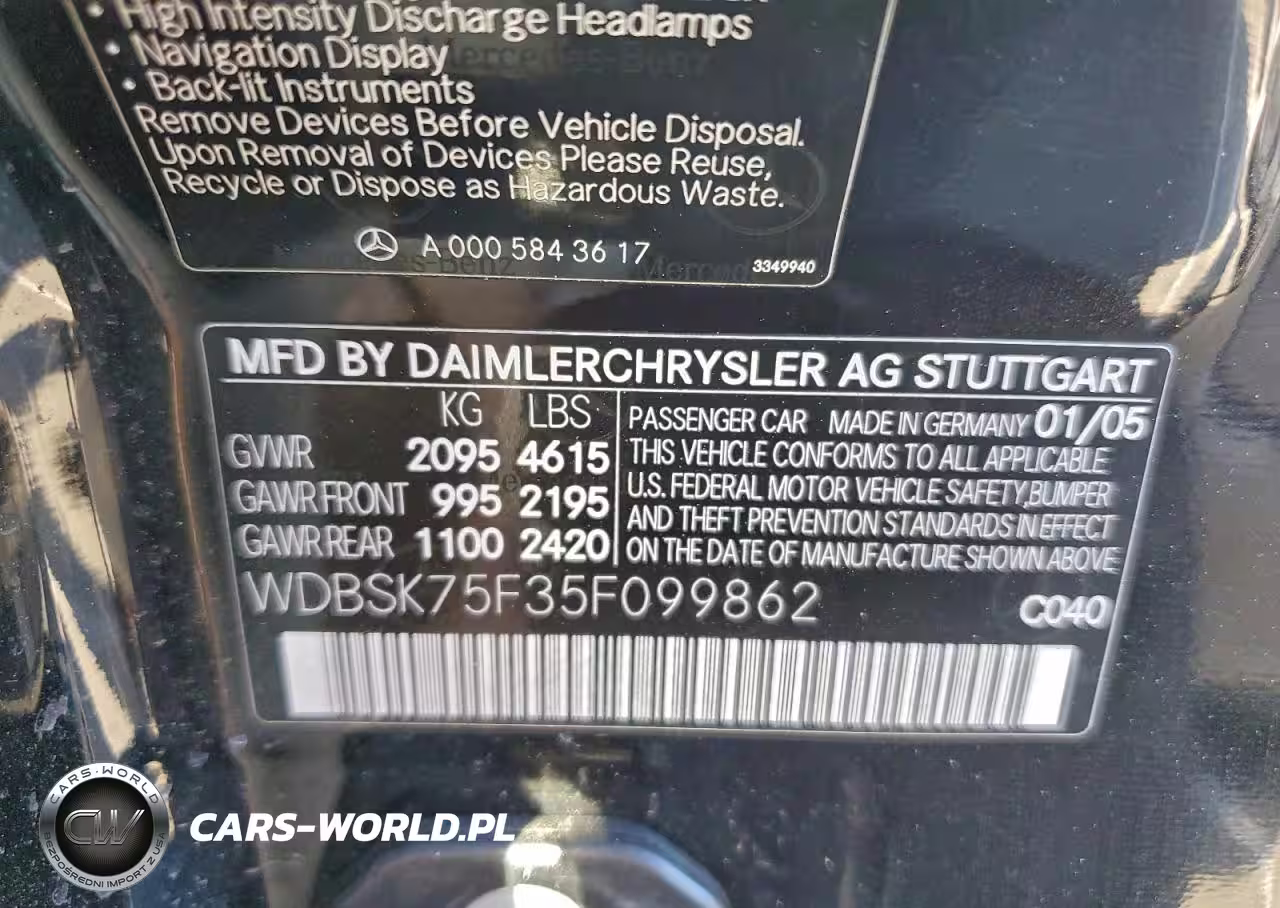 • High Intensity Discharge Headlamps
• Navigation Display
• Back-lit Instruments
Remove Devices Before Vehicle Disposal.
Upon Removal of Devices Please Reuse,
Recycle or Dispose as Hazardous Waste.
A 000 584 36 17
3349940
MFD BY DAIMLERCHRYSLER AG STUTTGART
KG LBS
GVWR 2095 4615
GAWR FRONT 995 2195
GAWR REAR 1100 2420
PASSENGER CAR MADE IN GERMANY 01/05
THIS VEHICLE CONFORMS TO ALL APPLICABLE
U.S. FEDERAL MOTOR VEHICLE SAFETY, BUMPER
AND THEFT PREVENTION STANDARDS IN EFFECT
ON THE DATE OF MANUFACTURE SHOWN ABOVE
WDBSK75F35F099862
C040
CARS-WORLD
CW
BEZPOŚREDNI IMPORT Z USA
CARS-WORLD.PL